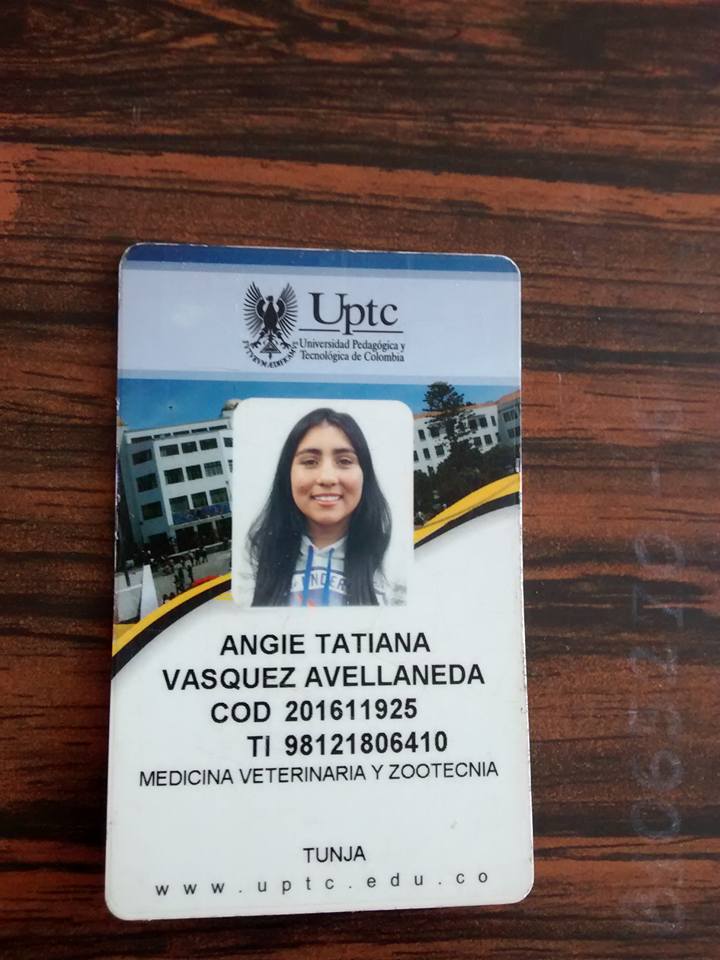 Uptc
Universidad Pedagógica y
Tecnológica de Colombia
UNDER
ANGIE TATIANA
VASQUEZ AVELLANEDA
COD 201611925
TI 98121806410
MEDICINA VETERINARIA Y ZOOTECNIA
TUNJA
www.uptc.edu.co